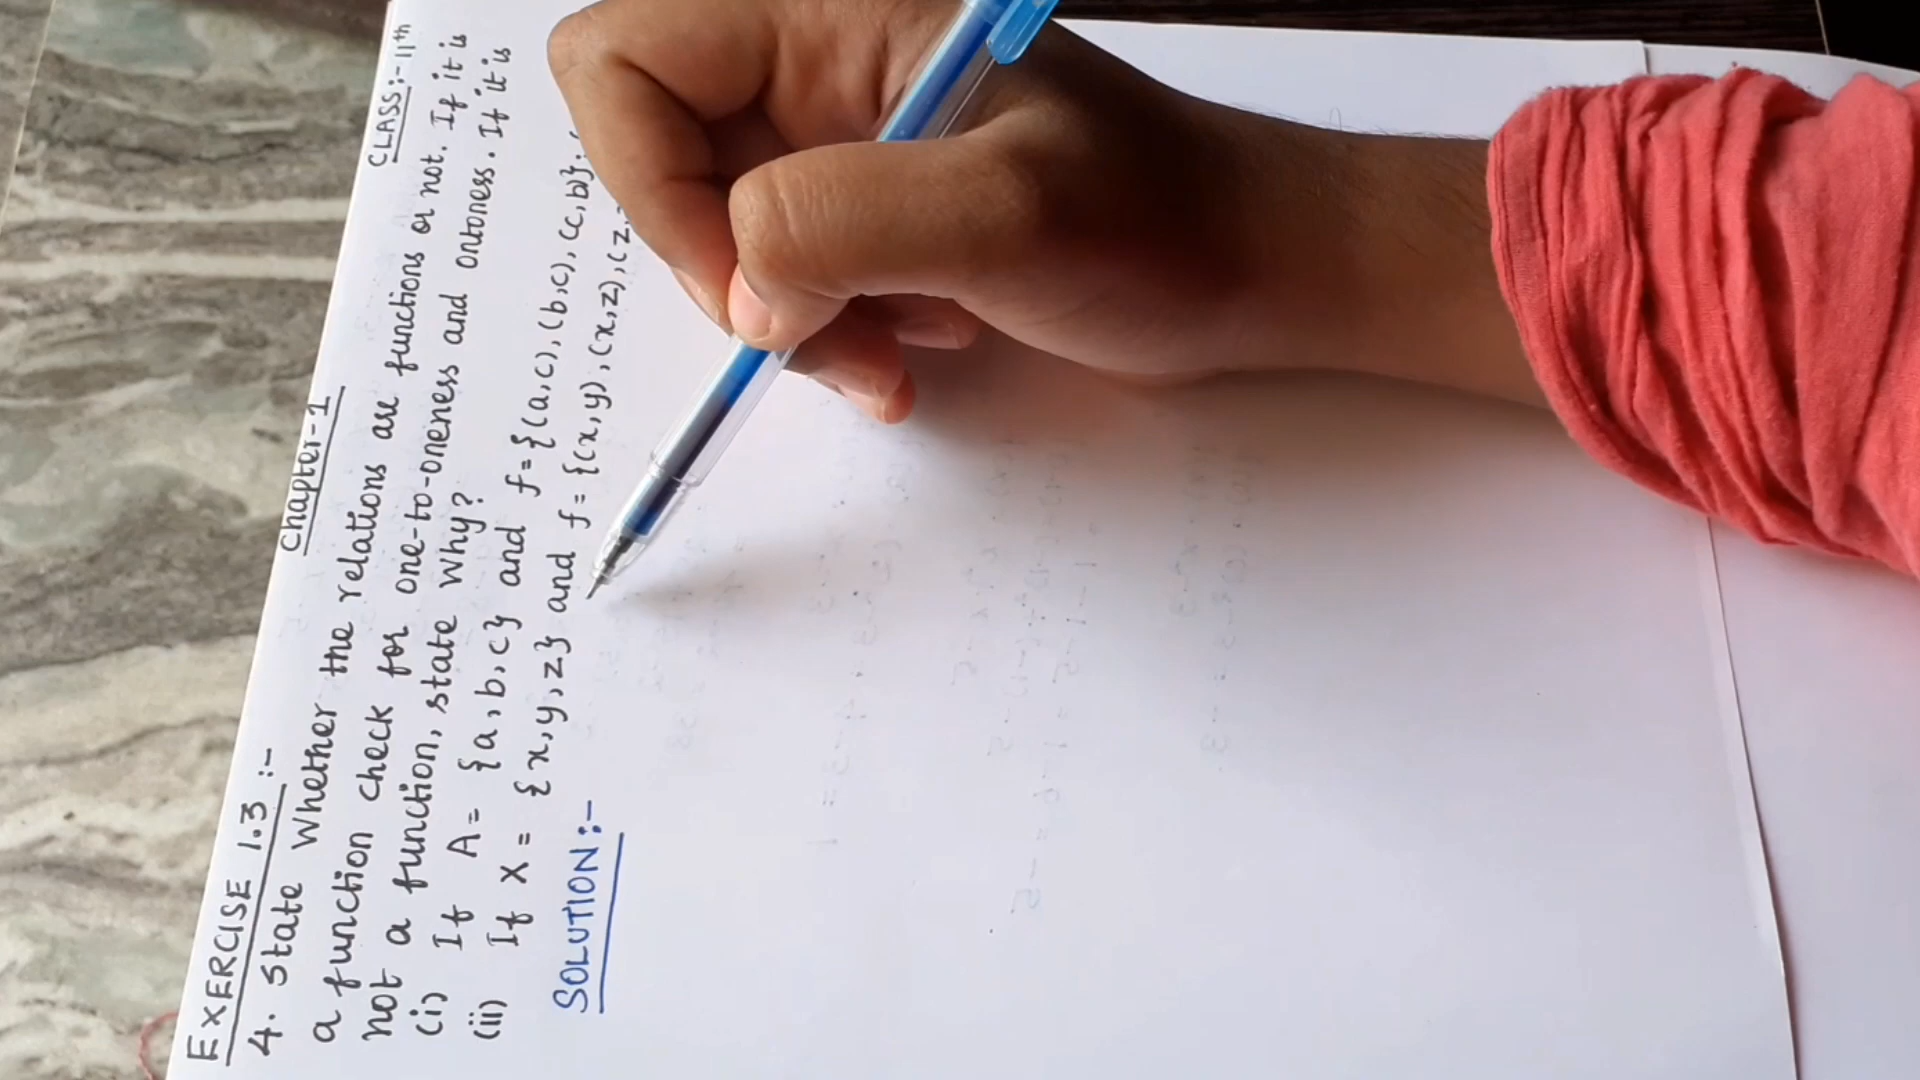 EXERCISE 1.3 :- Chapter-1 CLASS:-11th
4. State Whether the relations are functions or not. If it is
a function check for one-to-oneness and ontoness. If it is
not a function, state Why?
(i) If A= {a,b,c} and f={(a,c),(b,c),(c,b)}.
(ii) If X = {x,y,z} and f = {(x,y),(x,z),(z,
SOLUTION:-